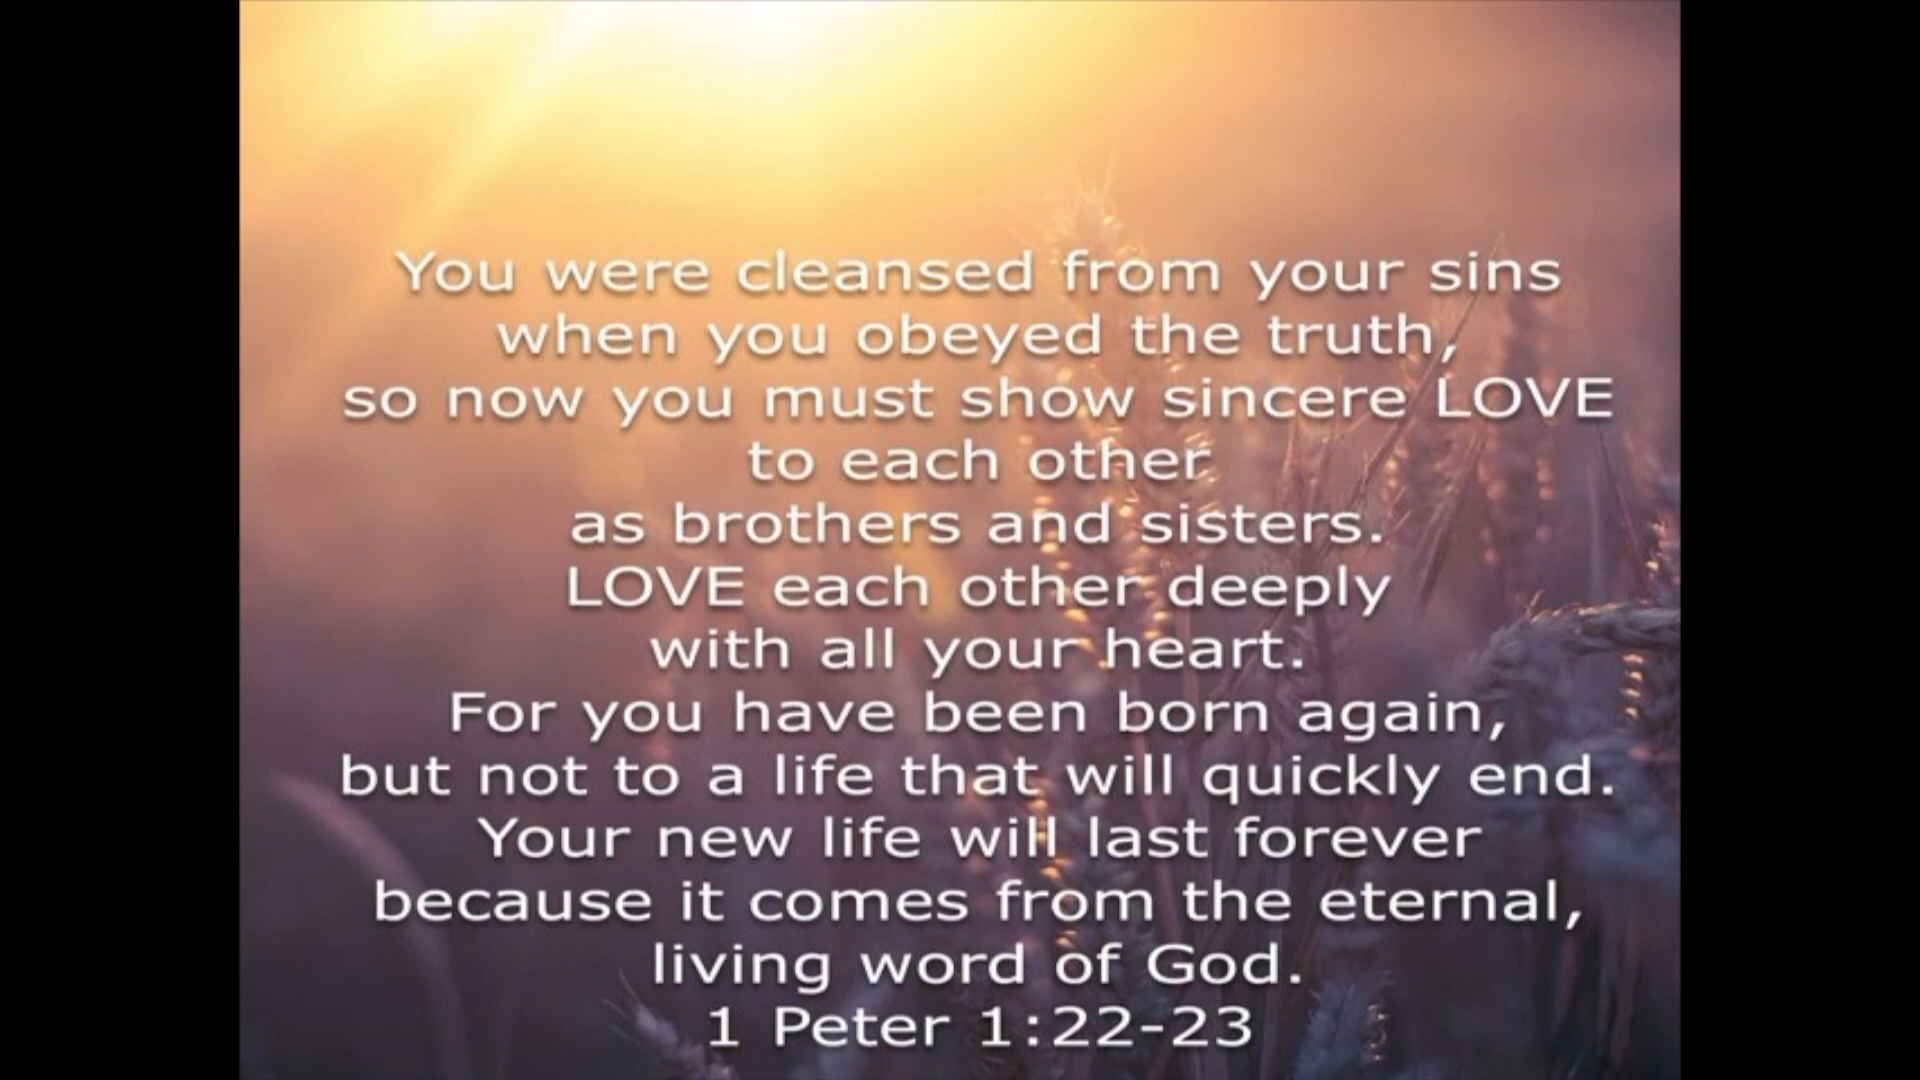 You were cleansed from your sins
when you obeyed the truth,
so now you must show sincere LOVE
to each other
as brothers and sisters.
LOVE each other deeply
with all your heart.
For you have been born again,
but not to a life that will quickly end.
Your new life will last forever
because it comes from the eternal,
living word of God.
1 Peter 1:22-23